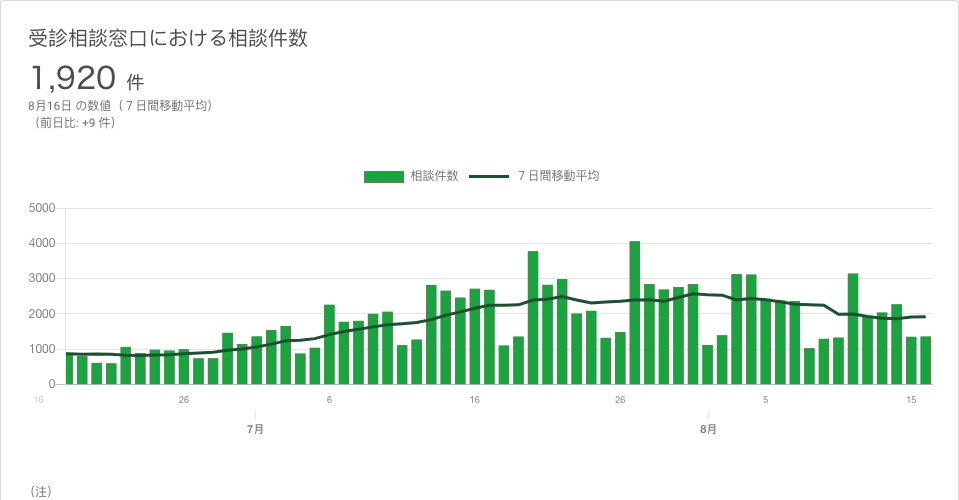 受診相談窓口における相談件数
1,920 件
8月16日 の数値（７日間移動平均）
（前日比: +9 件）
相談件数 ７日間移動平均
5000
4000
3000
2000
1000
0
16 26 6 16 26 5 15
7月 8月
（注）